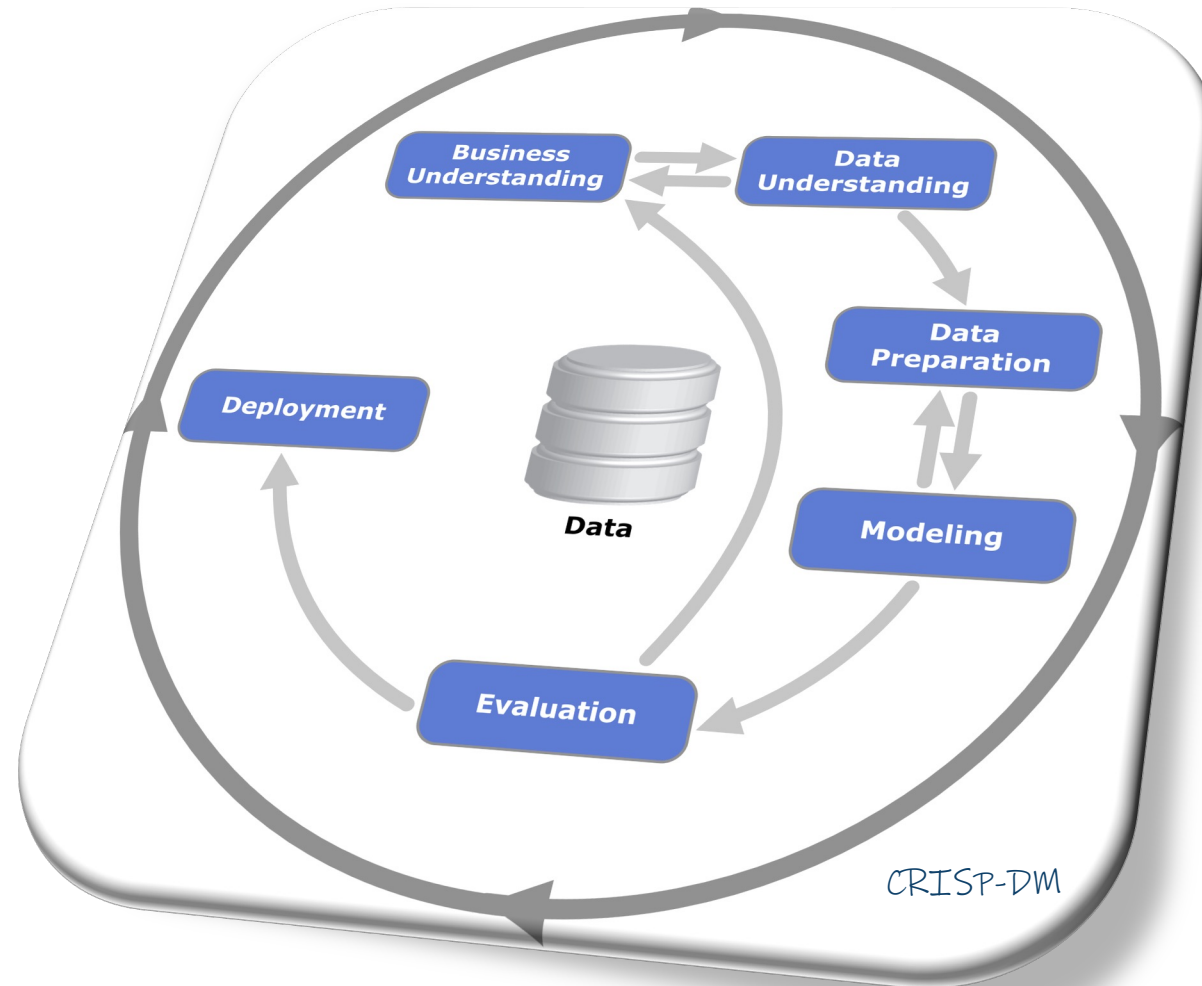 Business
Understanding
Data
Understanding
Data
Preparation
Deployment
Data
Modeling
Evaluation
CRISP-DM